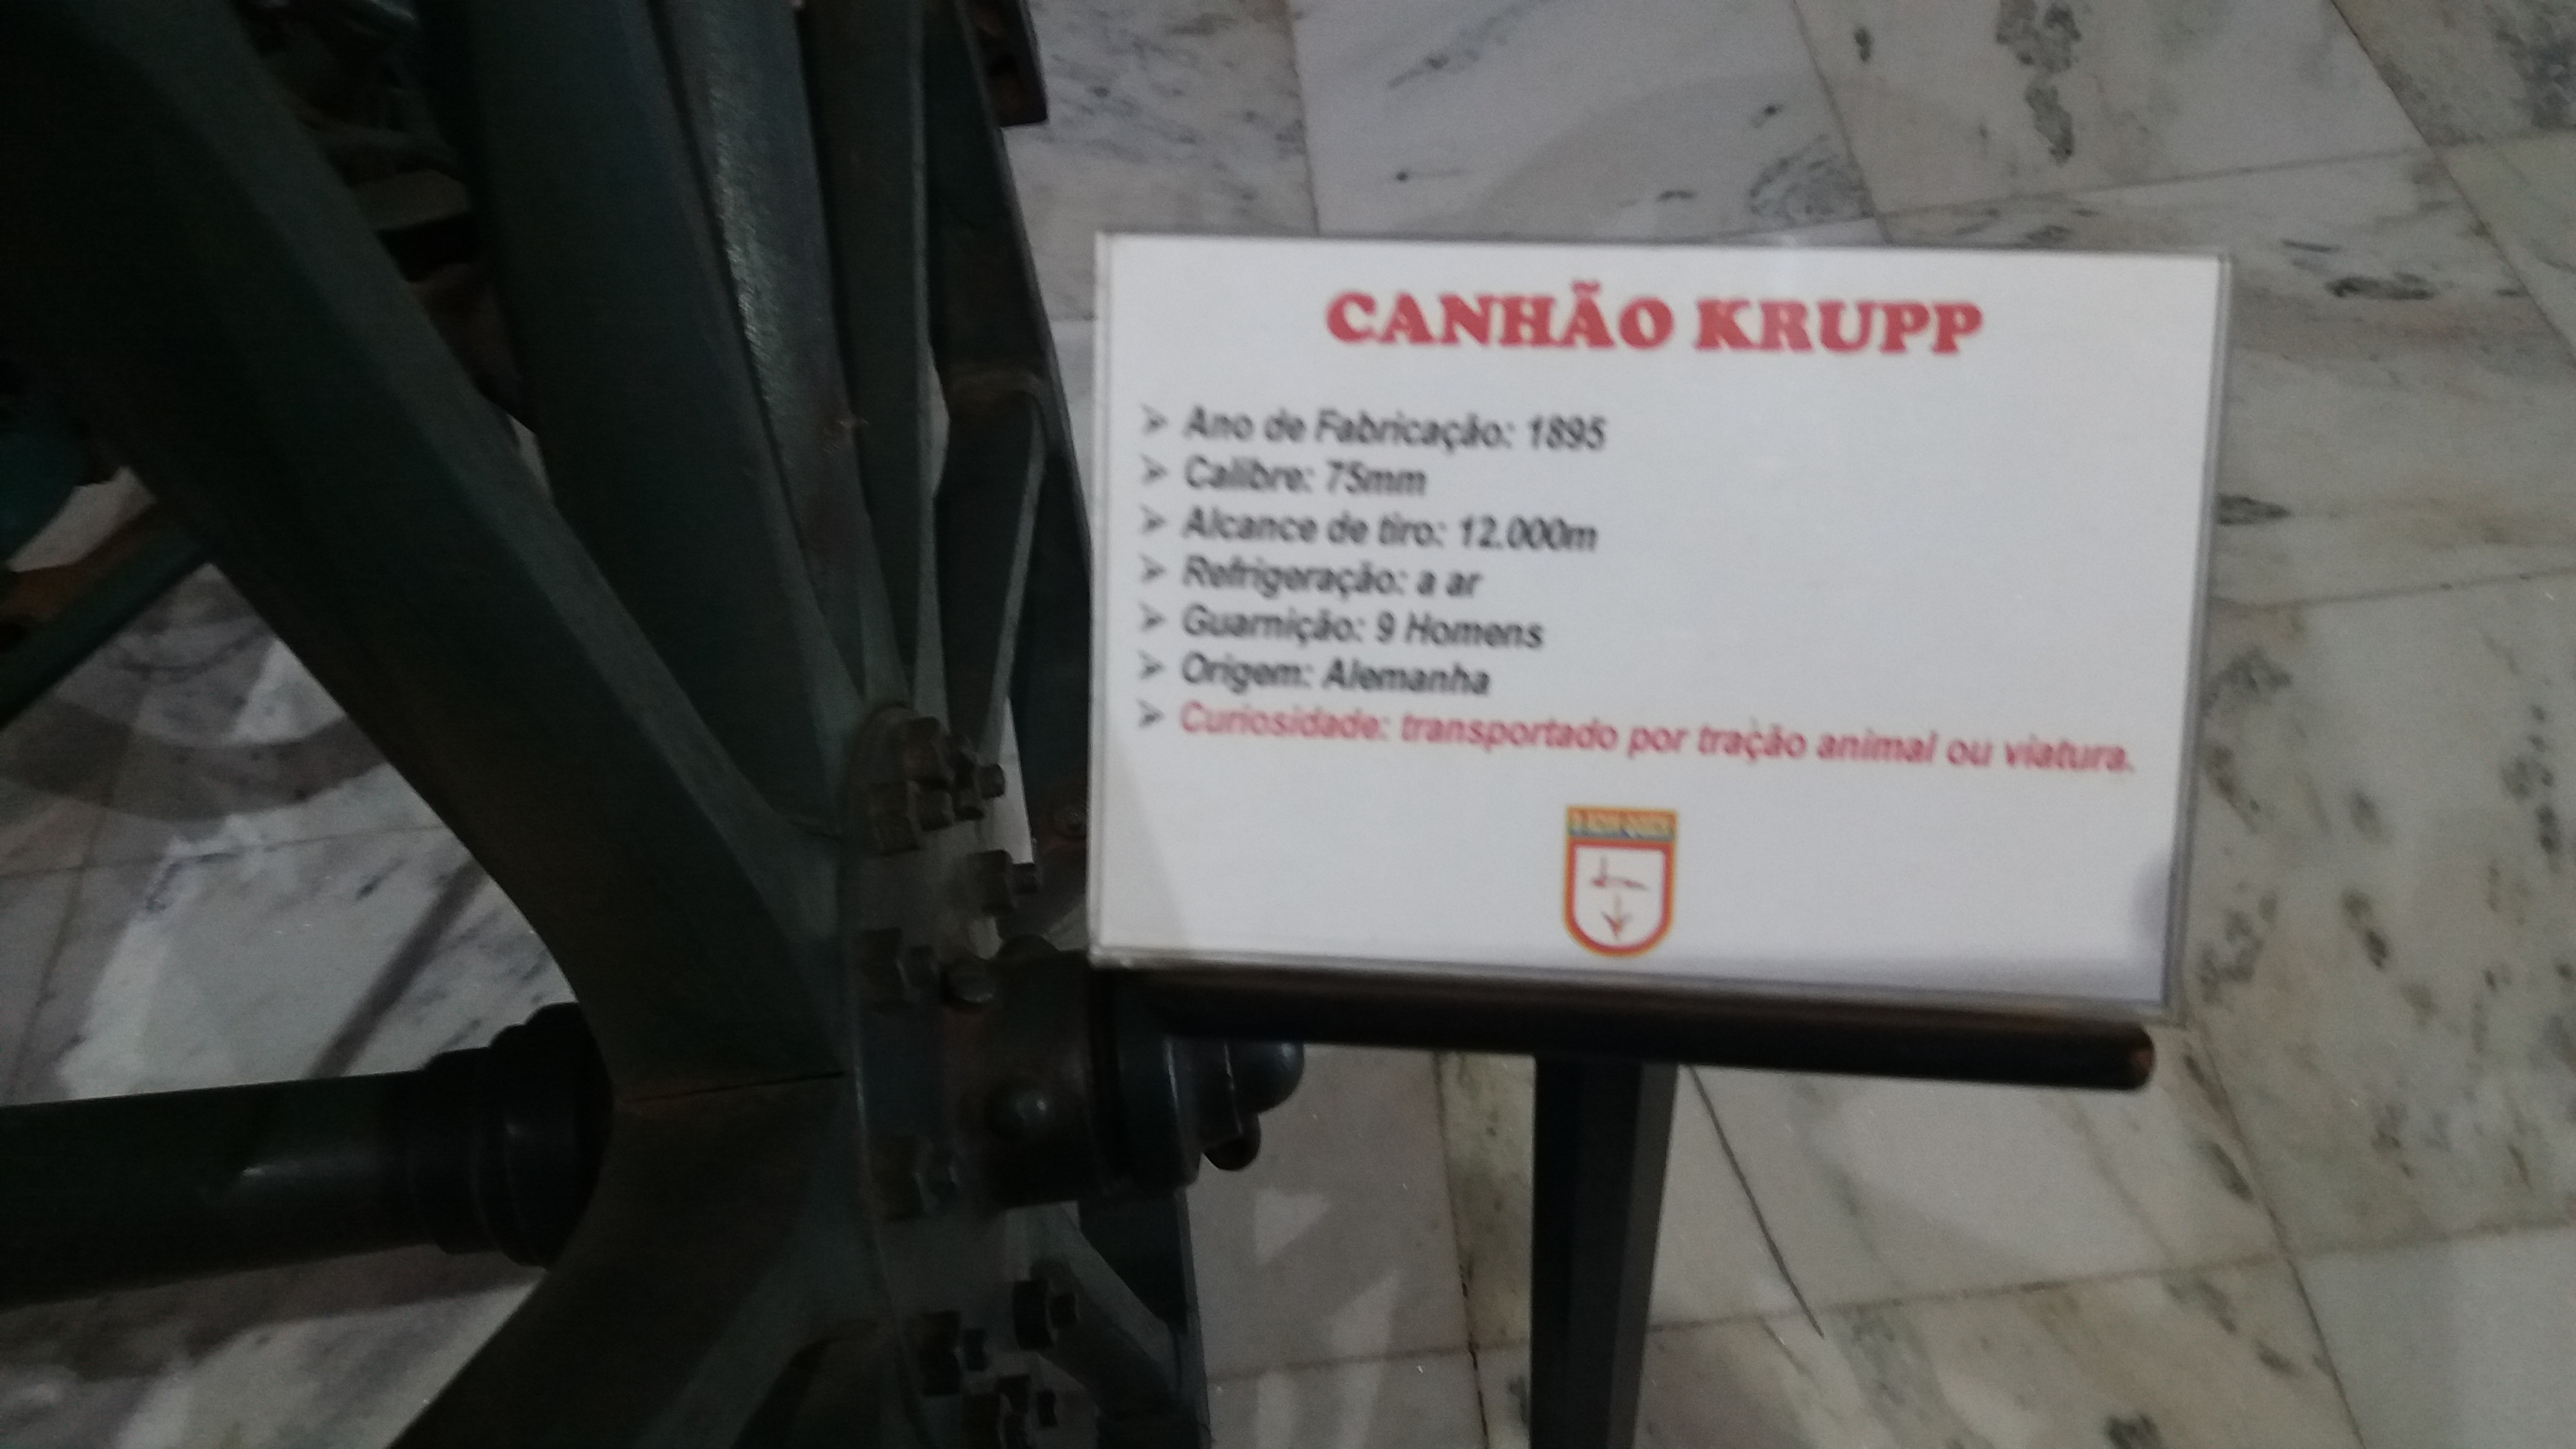 CANHÃO KRUPP
➢ Ano de Fabricação: 1895
➢ Calibre: 75mm
➢ Alcance de tiro: 12.000m
➢ Refrigeração: a ar
➢ Guarnição: 9 Homens
➢ Origem: Alemanha
➢ Curiosidade: transportado por tração animal ou viatura.